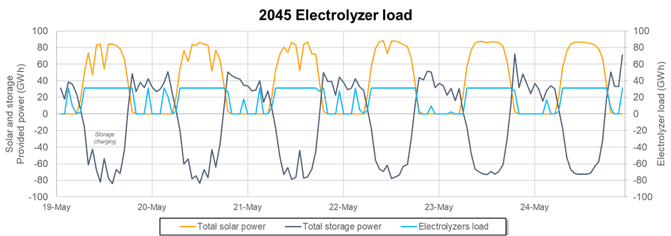 2045 Electrolyzer load
Solar and storage
Provided power (GWh)
100
80
60
40
20
0
-20
-40
-60
-80
-100
Storage
charging
100
80
60
40
20
0
-20
-40
-60
-80
-100
Electrolyzer load (GWh)
19-May 20-May 21-May 22-May 23-May 24-May
Total solar power Total storage power Electrolyzers load